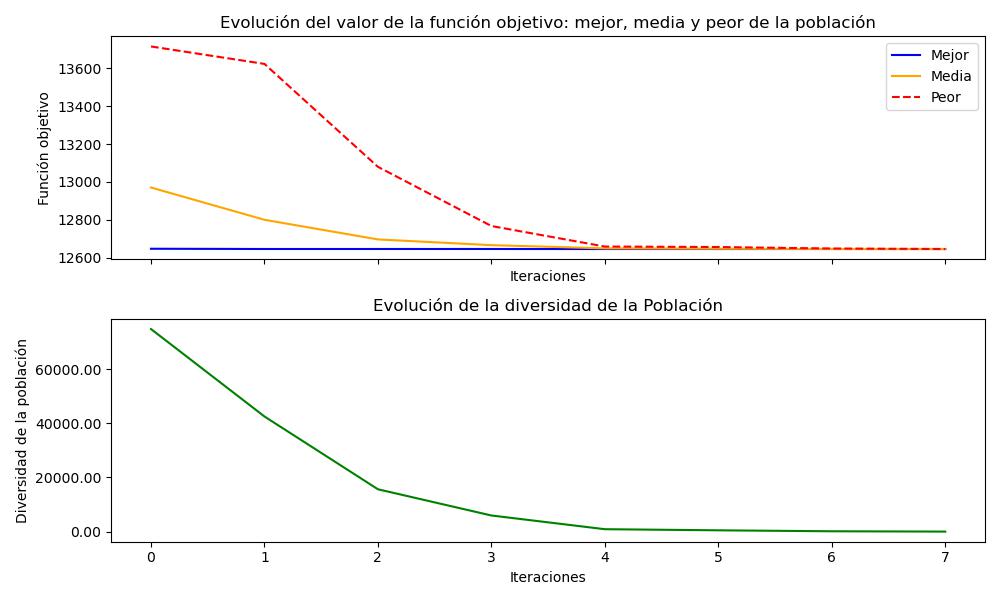 Evolución del valor de la función objetivo: mejor, media y peor de la población
Función objetivo
13600
13400
13200
13000
12800
12600
Mejor
Media
Peor
Iteraciones
Evolución de la diversidad de la Población
Diversidad de la población
60000.00
40000.00
20000.00
0.00
0 1 2 3 4 5 6 7
Iteraciones